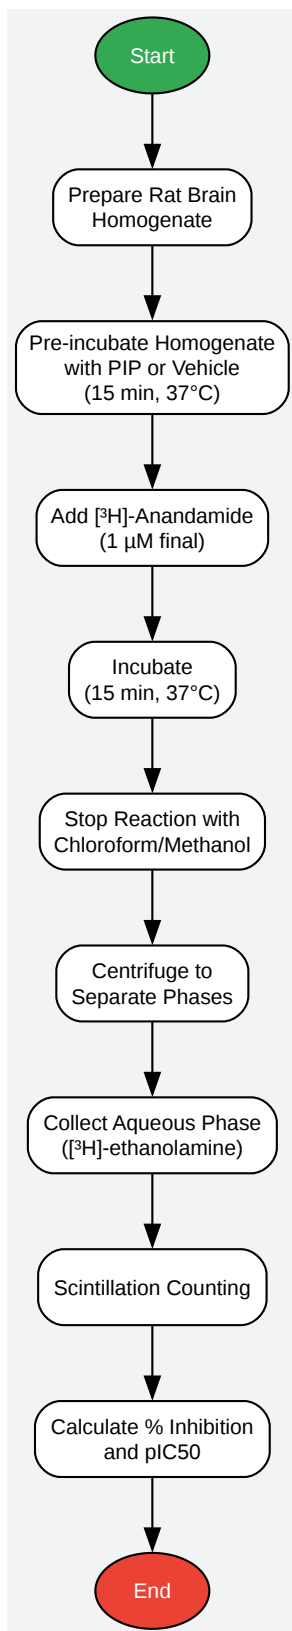 Start
Prepare Rat Brain
Homogenate
Pre-incubate Homogenate
with PIP or Vehicle
(15 min, 37°C)
Add [³H]-Anandamide
(1 µM final)
Incubate
(15 min, 37°C)
Stop Reaction with
Chloroform/Methanol
Centrifuge to
Separate Phases
Collect Aqueous Phase
([³H]-ethanolamine)
Scintillation Counting
Calculate % Inhibition
and pIC50
End